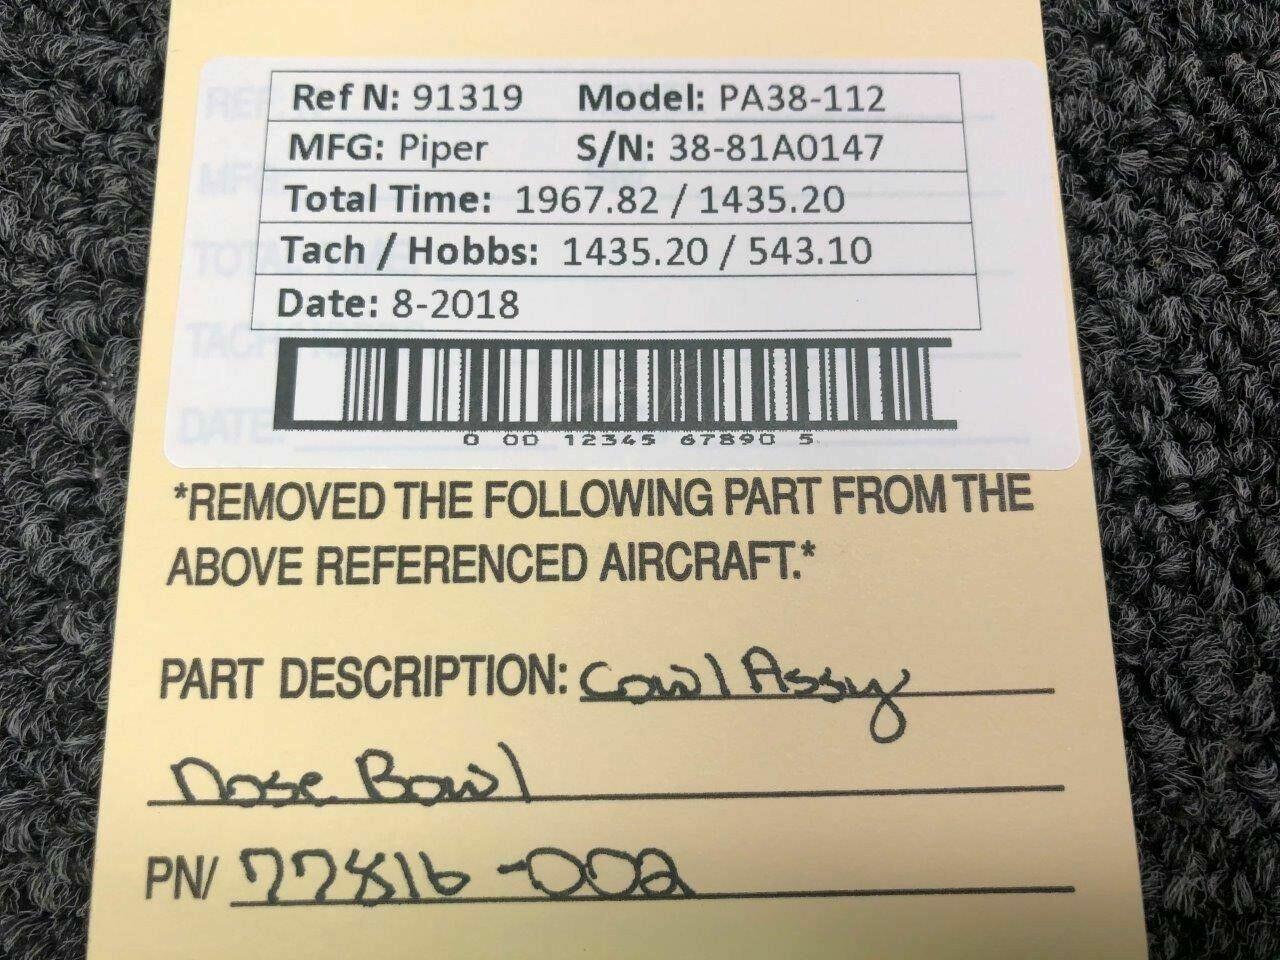 Ref N: 91319 Model: PA38-112
MFG: Piper S/N: 38-81A0147
Total Time: 1967.82 / 1435.20
Tach / Hobbs: 1435.20 / 543.10
Date: 8-2018
0 00 12345 67890 5
*REMOVED THE FOLLOWING PART FROM THE
ABOVE REFERENCED AIRCRAFT.*
PART DESCRIPTION: Cowl Assy
Nose Bowl
PN/ 77816-002